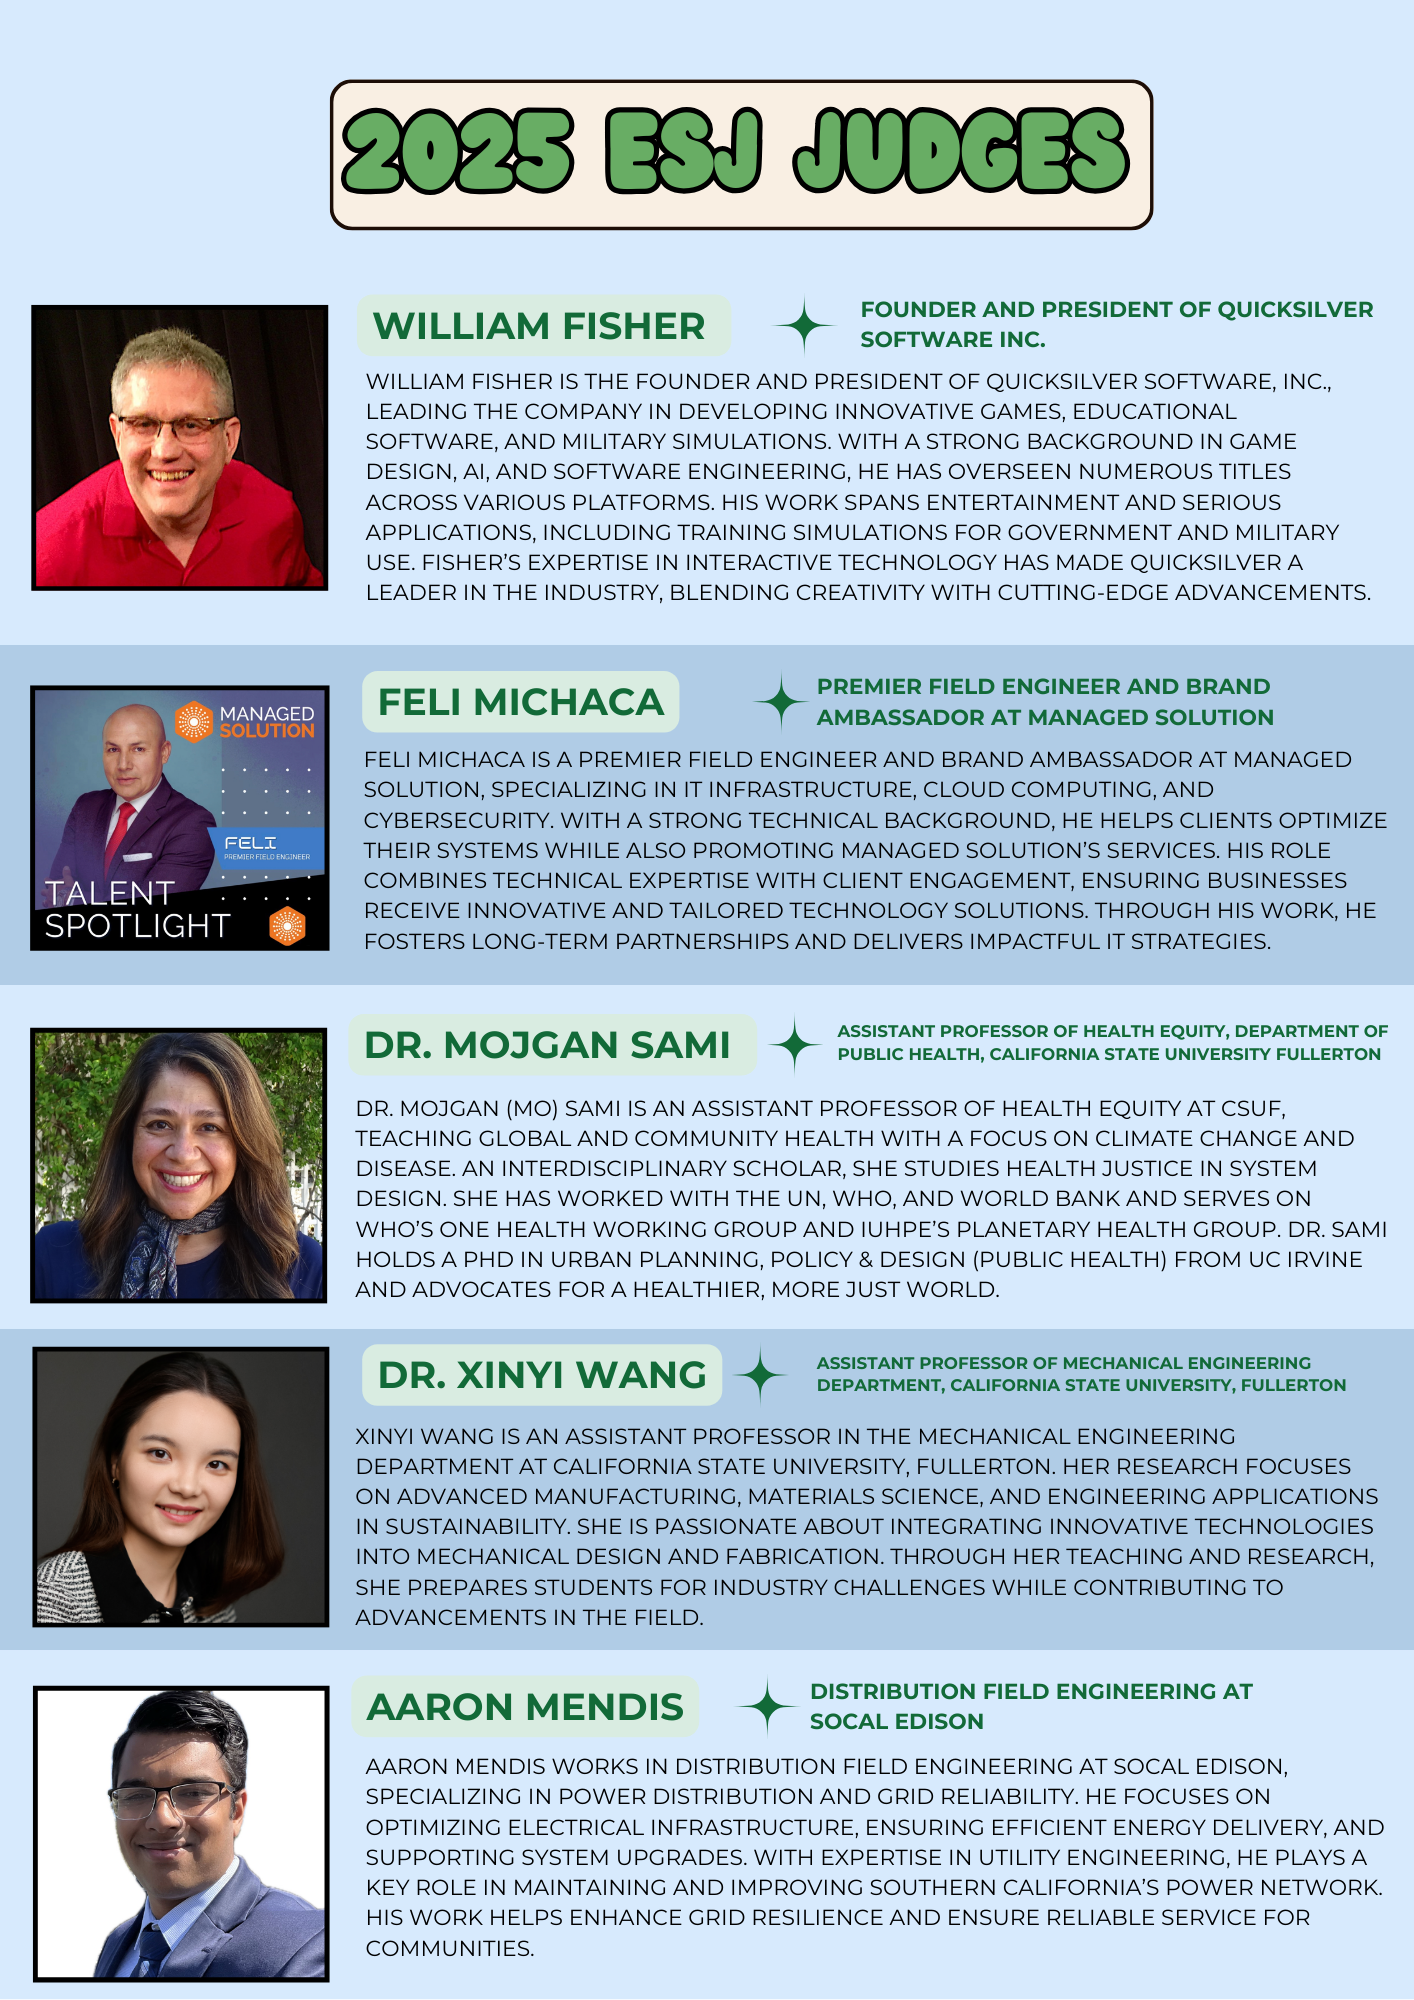 2025 ESJ JUDGES
WILLIAM FISHER
FOUNDER AND PRESIDENT OF QUICKSILVER
SOFTWARE INC.
WILLIAM FISHER IS THE FOUNDER AND PRESIDENT OF QUICKSILVER SOFTWARE, INC.,
LEADING THE COMPANY IN DEVELOPING INNOVATIVE GAMES, EDUCATIONAL
SOFTWARE, AND MILITARY SIMULATIONS. WITH A STRONG BACKGROUND IN GAME
DESIGN, AI, AND SOFTWARE ENGINEERING, HE HAS OVERSEEN NUMEROUS TITLES
ACROSS VARIOUS PLATFORMS. HIS WORK SPANS ENTERTAINMENT AND SERIOUS
APPLICATIONS, INCLUDING TRAINING SIMULATIONS FOR GOVERNMENT AND MILITARY
USE. FISHER'S EXPERTISE IN INTERACTIVE TECHNOLOGY HAS MADE QUICKSILVER A
LEADER IN THE INDUSTRY, BLENDING CREATIVITY WITH CUTTING-EDGE ADVANCEMENTS.
MANAGED
SOLUTION
FELI
PREMIER FIELD ENGINEER
TALENT
SPOTLIGHT
FELI MICHACA
PREMIER FIELD ENGINEER AND BRAND
AMBASSADOR AT MANAGED SOLUTION
FELI MICHACA IS A PREMIER FIELD ENGINEER AND BRAND AMBASSADOR AT MANAGED
SOLUTION, SPECIALIZING IN IT INFRASTRUCTURE, CLOUD COMPUTING, AND
CYBERSECURITY. WITH A STRONG TECHNICAL BACKGROUND, HE HELPS CLIENTS OPTIMIZE
THEIR SYSTEMS WHILE ALSO PROMOTING MANAGED SOLUTION'S SERVICES. HIS ROLE
COMBINES TECHNICAL EXPERTISE WITH CLIENT ENGAGEMENT, ENSURING BUSINESSES
RECEIVE INNOVATIVE AND TAILORED TECHNOLOGY SOLUTIONS. THROUGH HIS WORK, HE
FOSTERS LONG-TERM PARTNERSHIPS AND DELIVERS IMPACTFUL IT STRATEGIES.
DR. MOJGAN SAMI
ASSISTANT PROFESSOR OF HEALTH EQUITY, DEPARTMENT OF
PUBLIC HEALTH, CALIFORNIA STATE UNIVERSITY FULLERTON
DR. MOJGAN (MO) SAMI IS AN ASSISTANT PROFESSOR OF HEALTH EQUITY AT CSUF,
TEACHING GLOBAL AND COMMUNITY HEALTH WITH A FOCUS ON CLIMATE CHANGE AND
DISEASE. AN INTERDISCIPLINARY SCHOLAR, SHE STUDIES HEALTH JUSTICE IN SYSTEM
DESIGN. SHE HAS WORKED WITH THE UN, WHO, AND WORLD BANK AND SERVES ON
WHO'S ONE HEALTH WORKING GROUP AND IUHPE'S PLANETARY HEALTH GROUP. DR. SAMI
HOLDS A PHD IN URBAN PLANNING, POLICY & DESIGN (PUBLIC HEALTH) FROM UC IRVINE
AND ADVOCATES FOR A HEALTHIER, MORE JUST WORLD.
DR. XINYI WANG
ASSISTANT PROFESSOR OF MECHANICAL ENGINEERING
DEPARTMENT, CALIFORNIA STATE UNIVERSITY, FULLERTON
XINYI WANG IS AN ASSISTANT PROFESSOR IN THE MECHANICAL ENGINEERING
DEPARTMENT AT CALIFORNIA STATE UNIVERSITY, FULLERTON. HER RESEARCH FOCUSES
ON ADVANCED MANUFACTURING, MATERIALS SCIENCE, AND ENGINEERING APPLICATIONS
IN SUSTAINABILITY. SHE IS PASSIONATE ABOUT INTEGRATING INNOVATIVE TECHNOLOGIES
INTO MECHANICAL DESIGN AND FABRICATION. THROUGH HER TEACHING AND RESEARCH,
SHE PREPARES STUDENTS FOR INDUSTRY CHALLENGES WHILE CONTRIBUTING TO
ADVANCEMENTS IN THE FIELD.
AARON MENDIS
DISTRIBUTION FIELD ENGINEERING AT
SOCAL EDISON
AARON MENDIS WORKS IN DISTRIBUTION FIELD ENGINEERING AT SOCAL EDISON,
SPECIALIZING IN POWER DISTRIBUTION AND GRID RELIABILITY. HE FOCUSES ON
OPTIMIZING ELECTRICAL INFRASTRUCTURE, ENSURING EFFICIENT ENERGY DELIVERY, AND
SUPPORTING SYSTEM UPGRADES. WITH EXPERTISE IN UTILITY ENGINEERING, HE PLAYS A
KEY ROLE IN MAINTAINING AND IMPROVING SOUTHERN CALIFORNIA'S POWER NETWORK.
HIS WORK HELPS ENHANCE GRID RESILIENCE AND ENSURE RELIABLE SERVICE FOR
COMMUNITIES.